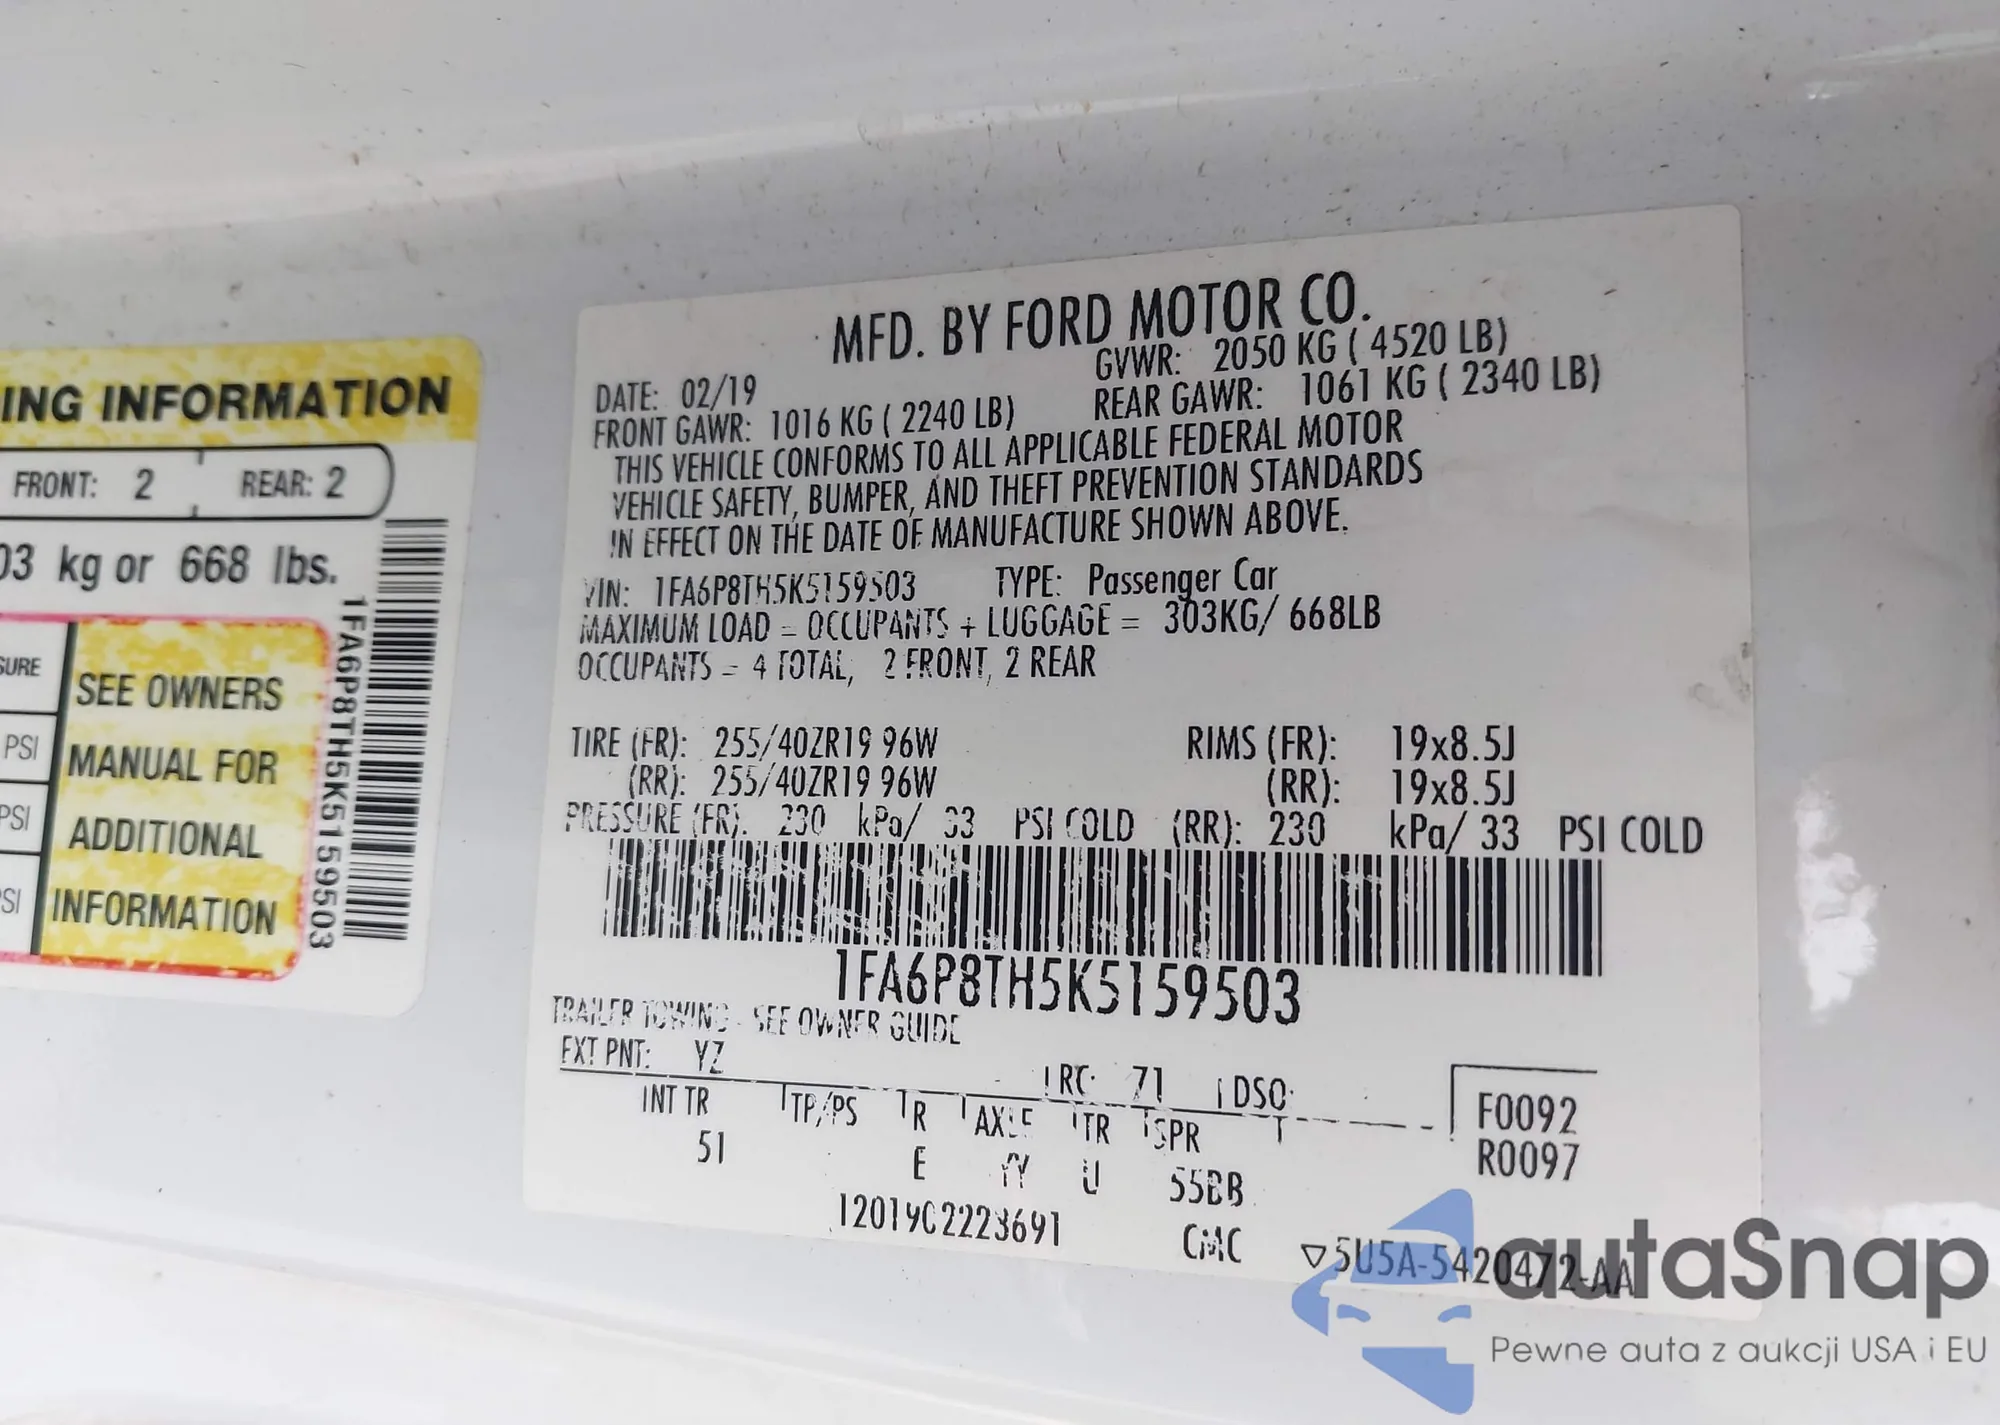 ING INFORMATION
FRONT: 2 REAR: 2
03 kg or 668 lbs.
SURE
SEE OWNERS
PSI
MANUAL FOR
PSI
ADDITIONAL
SI
INFORMATION
1FA6P8TH5K5159503
MFD. BY FORD MOTOR CO.
DATE: 02/19 GVWR: 2050 KG ( 4520 LB)
FRONT GAWR: 1016 KG ( 2240 LB) REAR GAWR: 1061 KG ( 2340 LB)
THIS VEHICLE CONFORMS TO ALL APPLICABLE FEDERAL MOTOR
VEHICLE SAFETY, BUMPER, AND THEFT PREVENTION STANDARDS
IN EFFECT ON THE DATE OF MANUFACTURE SHOWN ABOVE.
VIN: 1FA6P8TH5K5159503 TYPE: Passenger Car
MAXIMUM LOAD = OCCUPANTS + LUGGAGE = 303KG/ 668LB
OCCUPANTS = 4 TOTAL, 2 FRONT, 2 REAR
TIRE (FR): 255/40ZR19 96W RIMS (FR): 19x8.5J
(RR): 255/40ZR19 96W (RR): 19x8.5J
PRESSURE (FR): 230 kPa/ 33 PSI COLD (RR): 230 kPa/ 33 PSI COLD
1FA6P8TH5K5159503
TRAILER TOWING - SEE OWNER GUIDE
EXT PNT: YZ RC: 71 DSO:
F0092
INT TR TP/PS R AXLE TR SPR T
R0097
51 E YY U 55BB
12019C2223691 CMC ▽5U5A-5420472-AA
autaSnap
Pewne auta z aukcji USA i EU